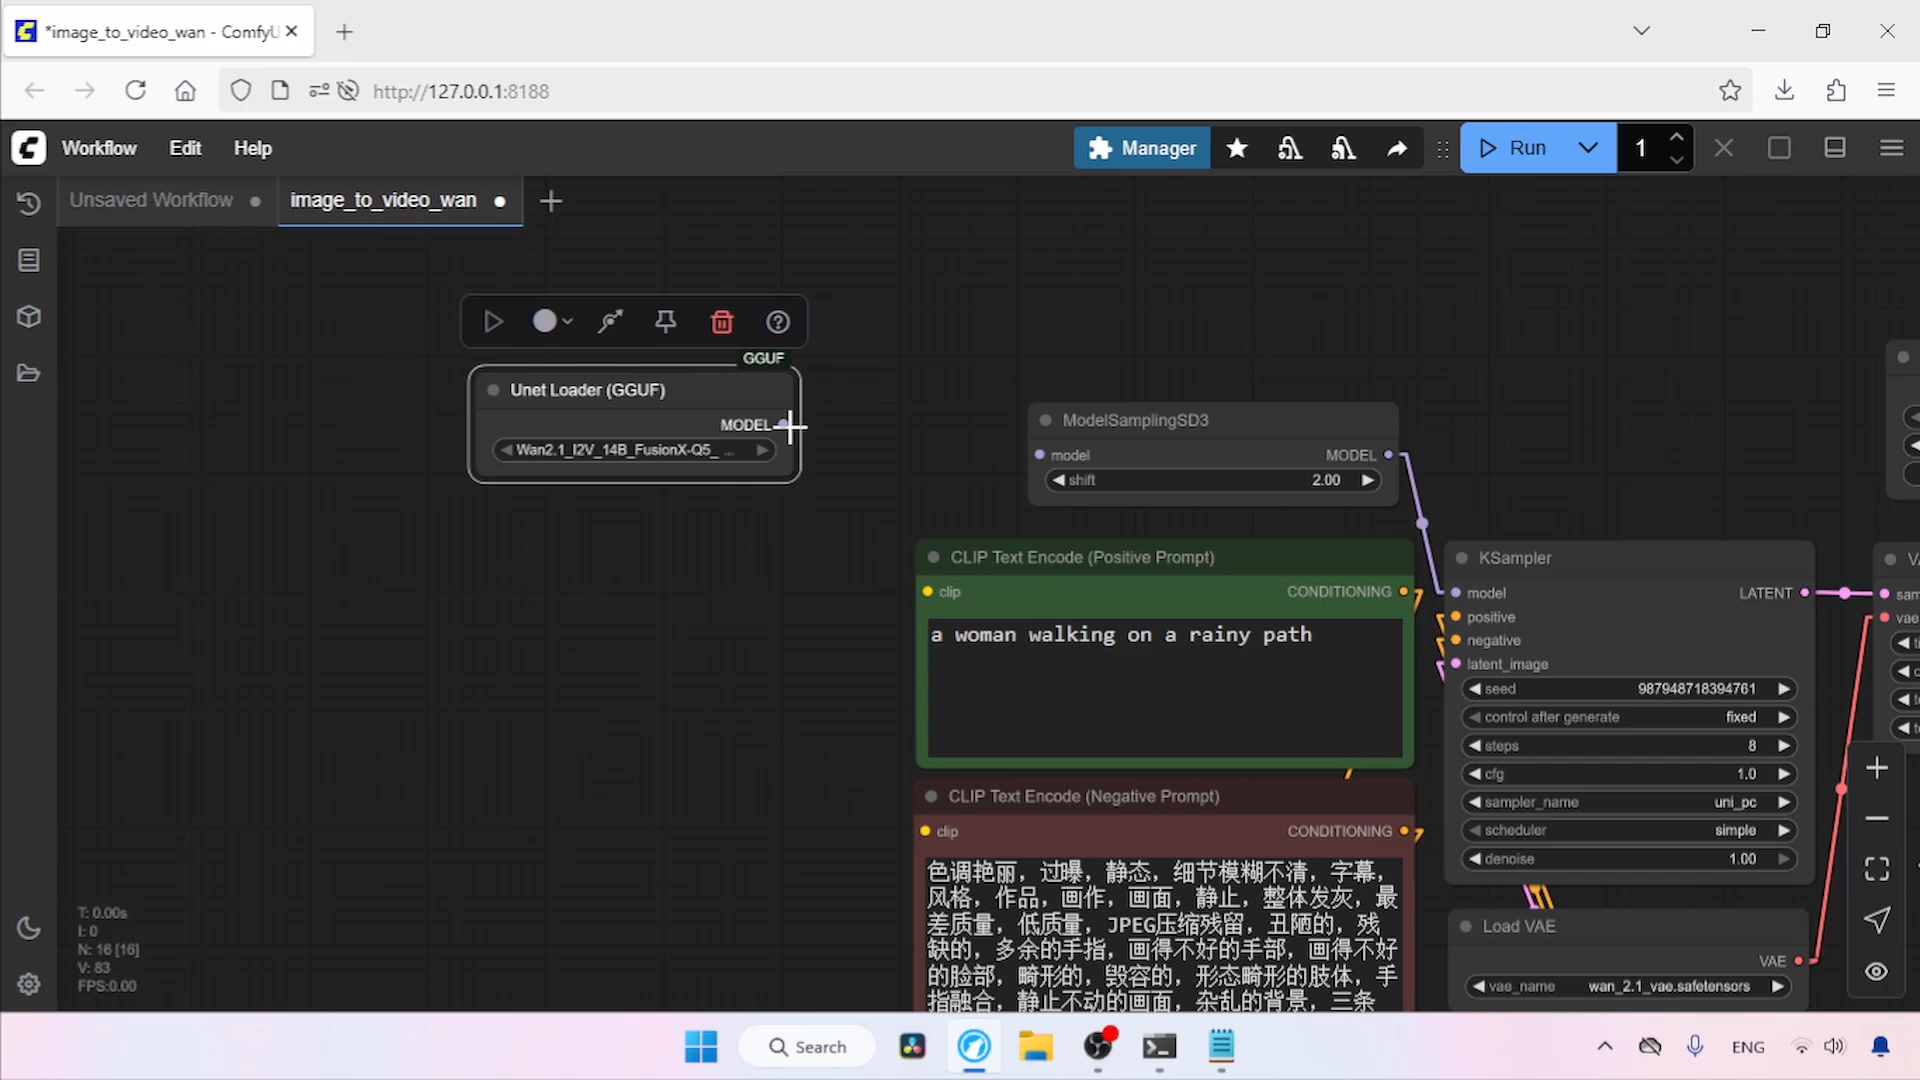 *image_to_video_wan - ComfyU
http://127.0.0.1:8188
Workflow
Edit
Help
Manager
Run
1
Unsaved Workflow
image_to_video_wan
GGUF
Unet Loader (GGUF)
MODEL
Wan2.1_I2V_14B_FusionX-Q5_ ...
ModelSamplingSD3
model
MODEL
shift
2.00
CLIP Text Encode (Positive Prompt)
clip
CONDITIONING
a woman walking on a rainy path
CLIP Text Encode (Negative Prompt)
clip
CONDITIONING
色调艳丽，过曝，静态，细节模糊不清，字幕，
风格，作品，画作，画面，静止，整体发灰，最
差质量，低质量，JPEG压缩残留，丑陋的，残
缺的，多余的手指，画得不好的手部，画得不好
的脸部，畸形的，毁容的，形态畸形的肢体，手
指融合，静止不动的画面，杂乱的背景，三条
KSampler
model
LATENT
positive
negative
latent_image
seed
987948718394761
control after generate
fixed
steps
8
cfg
1.0
sampler_name
uni_pc
scheduler
simple
denoise
1.00
Load VAE
VAE
vae_name
wan_2.1_vae.safetensors
sam
vae
T: 0.00s
I: 0
N: 16 [16]
V: 83
FPS:0.00
Search
ENG